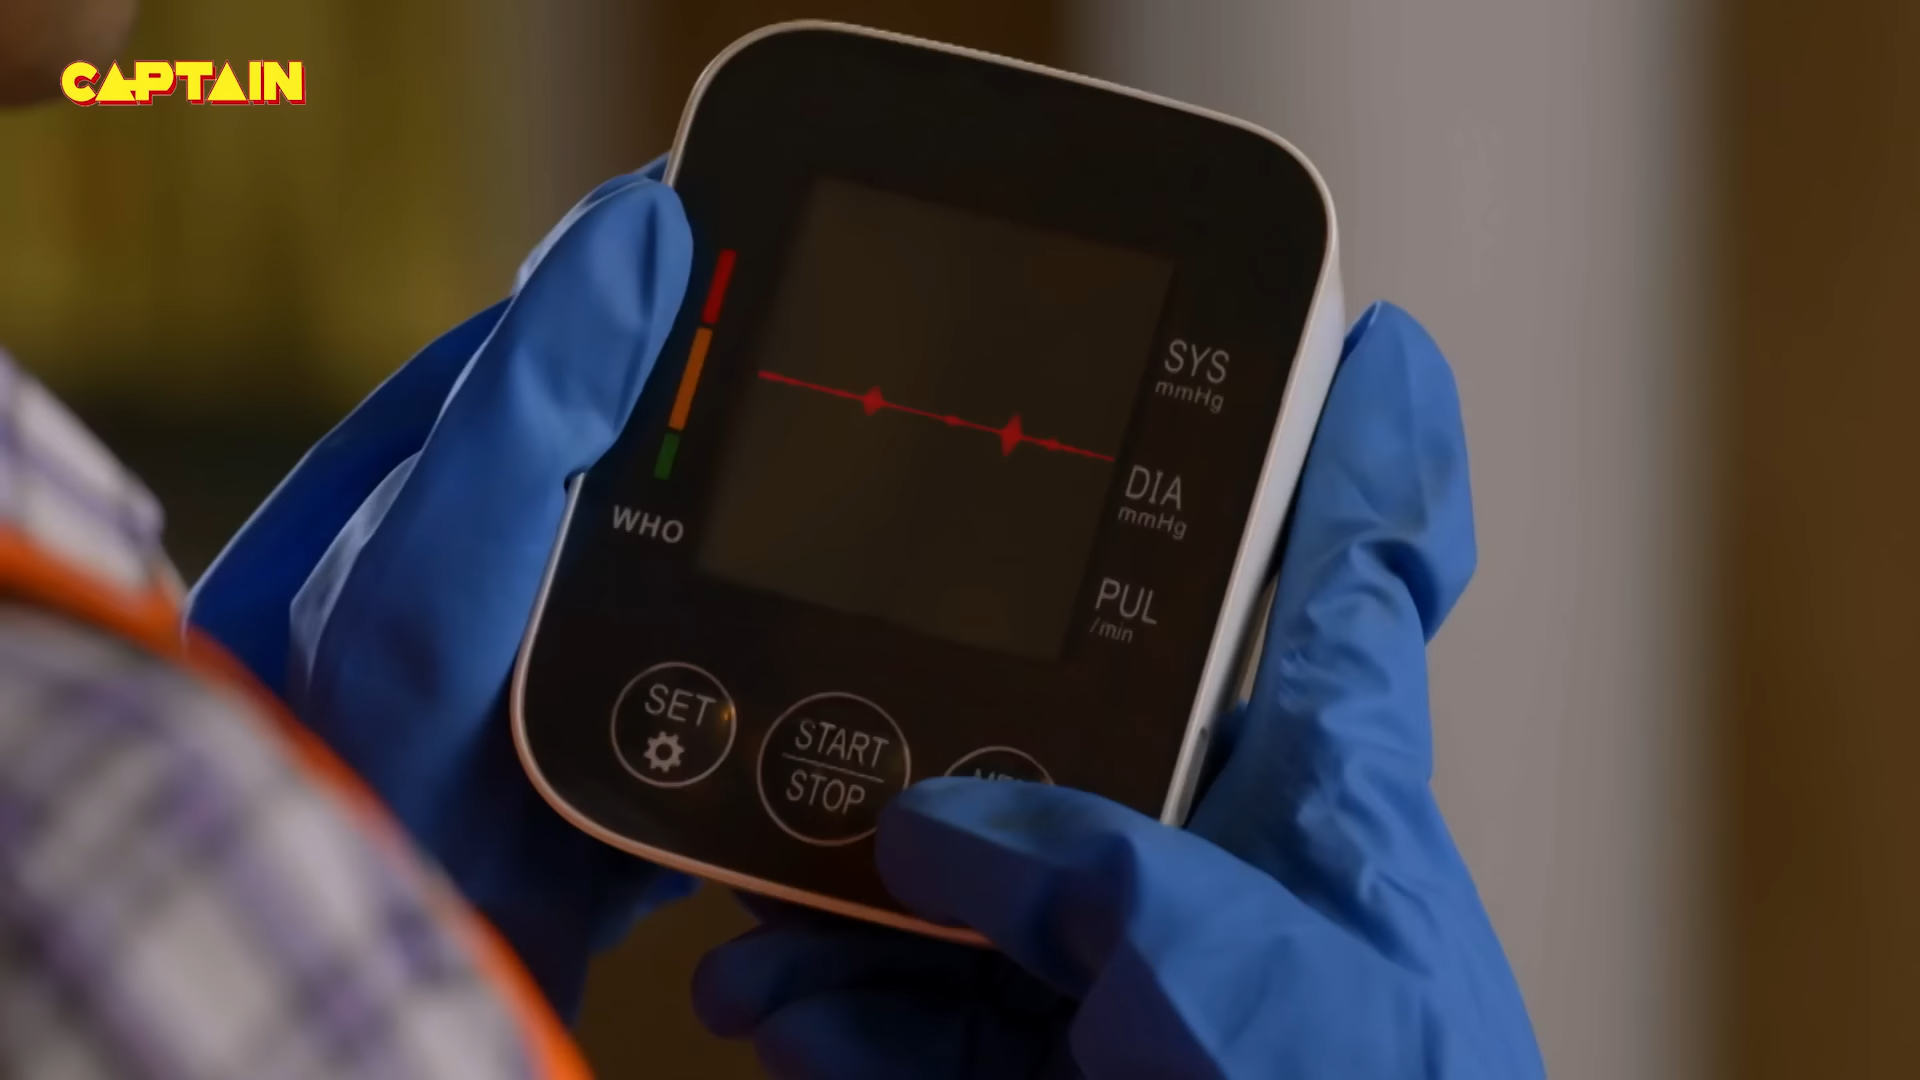 CAPTAIN
SYS
mmHg
DIA
mmHg
WHO
PUL
/min
SET
START
STOP